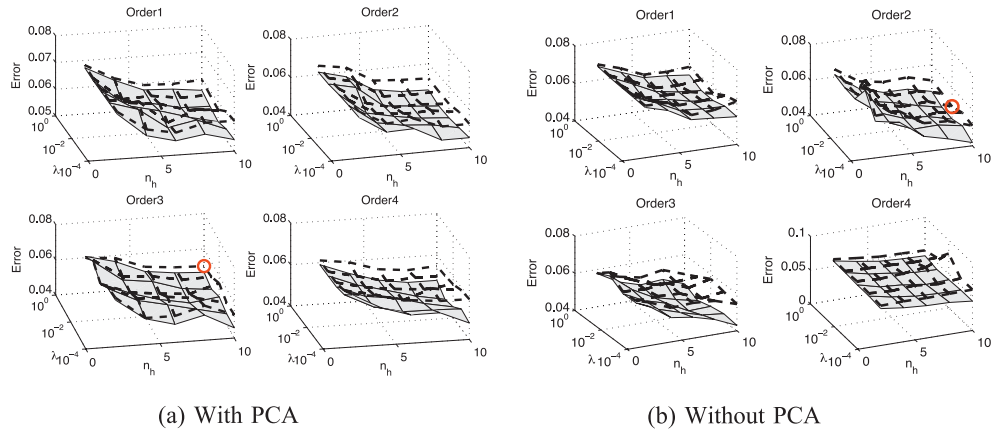 Order1
Order2
Order1
Order2
0.08
0.07
0.06
0.05
Error
10^0
10^-2
λ10^-4
0
5
10
n_h
0.08
0.06
0.04
Error
10^0
10^-2
λ10^-4
0
5
10
n_h
0.08
0.06
0.04
Error
10^0
10^-2
λ10^-4
0
5
10
n_h
0.08
0.06
0.04
Error
10^0
10^-2
λ10^-4
0
5
10
n_h
Order3
Order4
Order3
Order4
0.08
0.06
0.04
Error
10^0
10^-2
λ10^-4
0
5
10
n_h
0.08
0.06
0.04
Error
10^0
10^-2
λ10^-4
0
5
10
n_h
0.08
0.06
0.04
Error
10^0
10^-2
λ10^-4
0
5
10
n_h
0.1
0.05
0
Error
10^0
10^-2
λ10^-4
0
5
10
n_h
(a) With PCA
(b) Without PCA